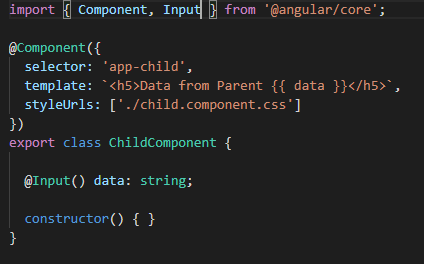 import { Component, Input } from '@angular/core';
@Component({
selector: 'app-child',
template: `<h5>Data from Parent {{ data }}</h5>`,
styleUrls: ['./child.component.css']
})
export class ChildComponent {
@Input() data: string;
constructor() { }
}